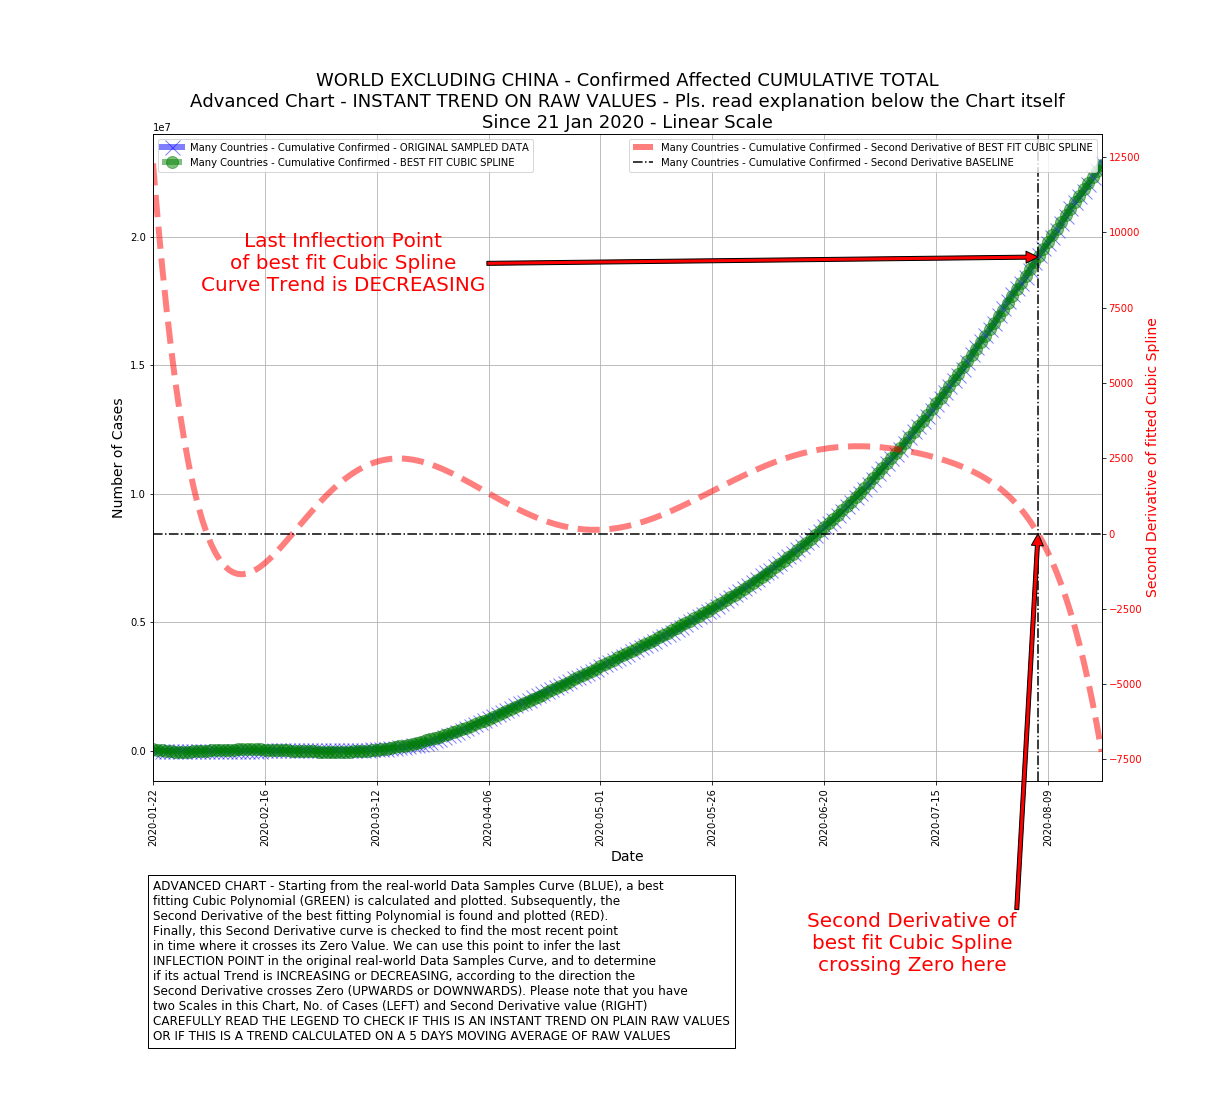 WORLD EXCLUDING CHINA - Confirmed Affected CUMULATIVE TOTAL
Advanced Chart - INSTANT TREND ON RAW VALUES - Pls. read explanation below the Chart itself
Since 21 Jan 2020 - Linear Scale
1e7
Many Countries - Cumulative Confirmed - ORIGINAL SAMPLED DATA
Many Countries - Cumulative Confirmed - BEST FIT CUBIC SPLINE
Many Countries - Cumulative Confirmed - Second Derivative of BEST FIT CUBIC SPLINE
Many Countries - Cumulative Confirmed - Second Derivative BASELINE
Last Inflection Point
of best fit Cubic Spline
Curve Trend is DECREASING
Number of Cases
2.0
1.5
1.0
0.5
0.0
12500
10000
7500
5000
2500
0
−2500
−5000
−7500
Second Derivative of fitted Cubic Spline
2020-01-22
2020-02-16
2020-03-12
2020-04-06
2020-05-01
2020-05-26
2020-06-20
2020-07-15
2020-08-09
Date
ADVANCED CHART - Starting from the real-world Data Samples Curve (BLUE), a best
fitting Cubic Polynomial (GREEN) is calculated and plotted. Subsequently, the
Second Derivative of the best fitting Polynomial is found and plotted (RED).
Finally, this Second Derivative curve is checked to find the most recent point
in time where it crosses its Zero Value. We can use this point to infer the last
INFLECTION POINT in the original real-world Data Samples Curve, and to determine
if its actual Trend is INCREASING or DECREASING, according to the direction the
Second Derivative crosses Zero (UPWARDS or DOWNWARDS). Please note that you have
two Scales in this Chart, No. of Cases (LEFT) and Second Derivative value (RIGHT)
CAREFULLY READ THE LEGEND TO CHECK IF THIS IS AN INSTANT TREND ON PLAIN RAW VALUES
OR IF THIS IS A TREND CALCULATED ON A 5 DAYS MOVING AVERAGE OF RAW VALUES
Second Derivative of
best fit Cubic Spline
crossing Zero here